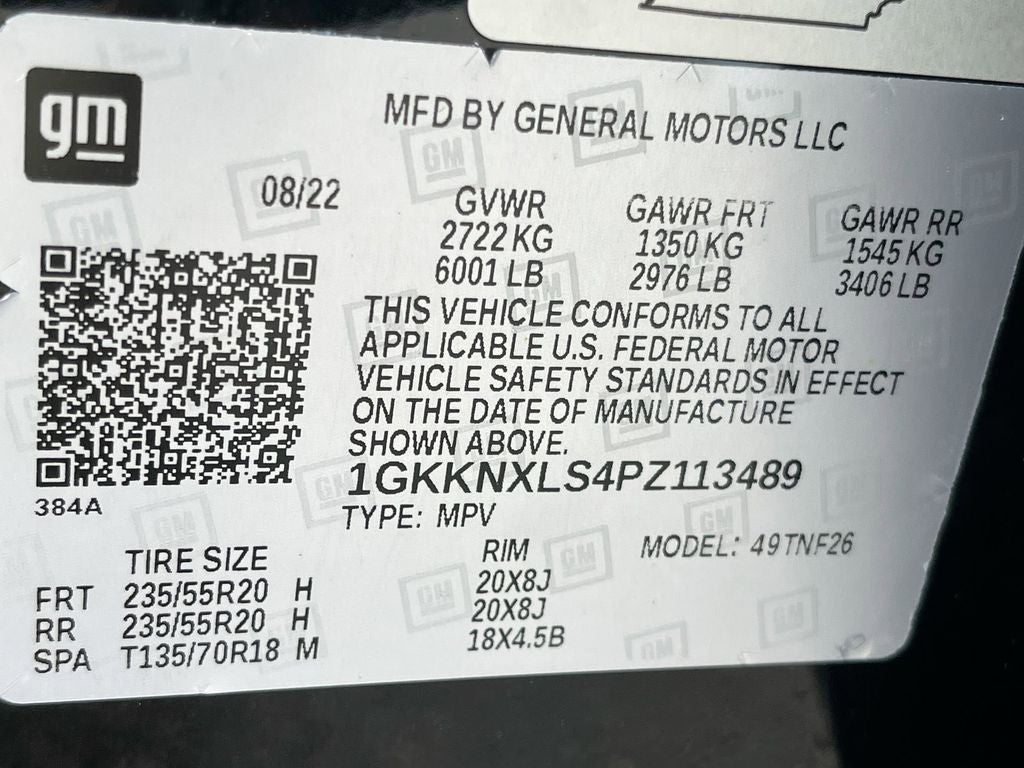 gm
MFD BY GENERAL MOTORS LLC
08/22
GVWR GAWR FRT GAWR RR
2722 KG 1350 KG 1545 KG
6001 LB 2976 LB 3406 LB
THIS VEHICLE CONFORMS TO ALL
APPLICABLE U.S. FEDERAL MOTOR
VEHICLE SAFETY STANDARDS IN EFFECT
ON THE DATE OF MANUFACTURE
SHOWN ABOVE.
1GKKNXLS4PZ113489
384A
TYPE: MPV
MODEL: 49TNF26
TIRE SIZE RIM
FRT 235/55R20 H 20X8J
RR 235/55R20 H 20X8J
SPA T135/70R18 M 18X4.5B